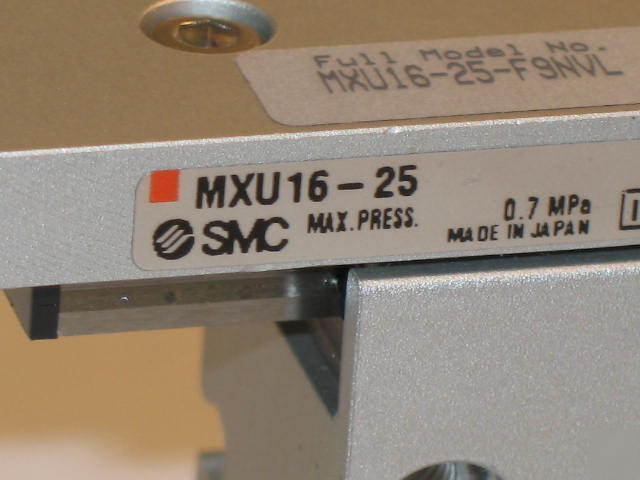 Full Model No.
MXU16-25-F9NVL
MXU16-25
SMC MAX.PRESS. 0.7 MPa
MADE IN JAPAN